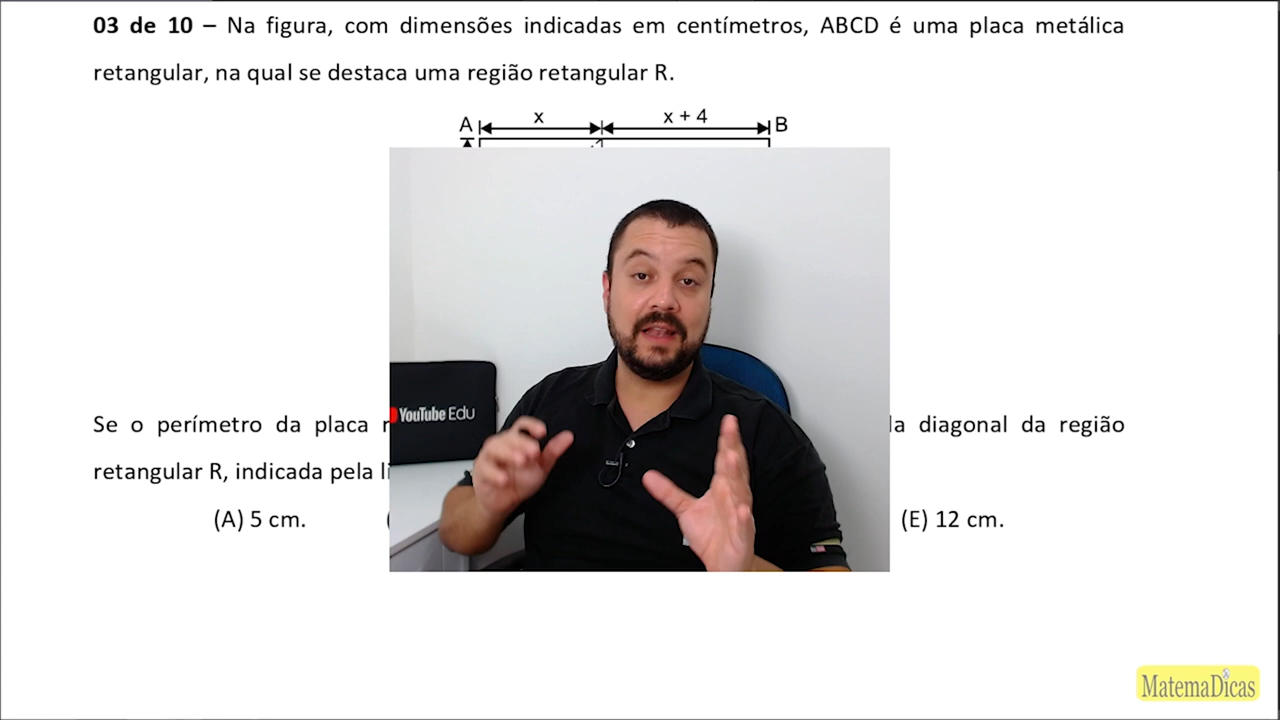 03 de 10 – Na figura, com dimensões indicadas em centímetros, ABCD é uma placa metálica
retangular, na qual se destaca uma região retangular R.
A x x + 4 B
YouTube Edu
Se o perímetro da placa la diagonal da região
retangular R, indicada pela
(A) 5 cm. (E) 12 cm.
MatemaDicas